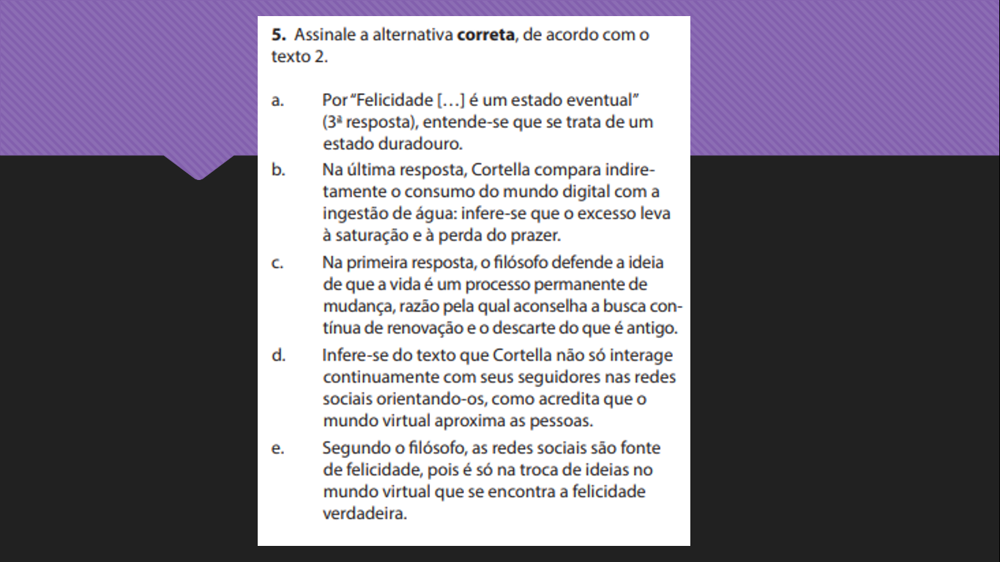 5. Assinale a alternativa correta, de acordo com o
texto 2.
a. Por “Felicidade […] é um estado eventual”
(3ª resposta), entende-se que se trata de um
estado duradouro.
b. Na última resposta, Cortella compara indire-
tamente o consumo do mundo digital com a
ingestão de água: infere-se que o excesso leva
à saturação e à perda do prazer.
c. Na primeira resposta, o filósofo defende a ideia
de que a vida é um processo permanente de
mudança, razão pela qual aconselha a busca con-
tínua de renovação e o descarte do que é antigo.
d. Infere-se do texto que Cortella não só interage
continuamente com seus seguidores nas redes
sociais orientando-os, como acredita que o
mundo virtual aproxima as pessoas.
e. Segundo o filósofo, as redes sociais são fonte
de felicidade, pois é só na troca de ideias no
mundo virtual que se encontra a felicidade
verdadeira.